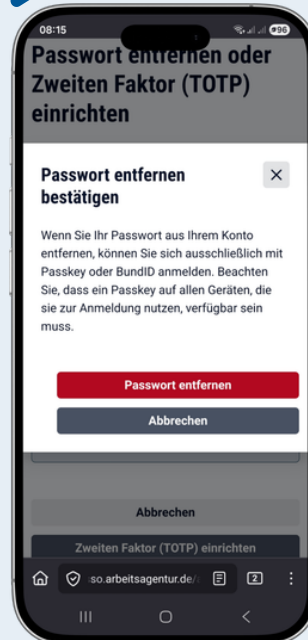 08:15
96
Passwort entfernen oder
Zweiten Faktor (TOTP)
einrichten
Passwort entfernen
bestätigen
Wenn Sie Ihr Passwort aus Ihrem Konto
entfernen, können Sie sich ausschließlich mit
Passkey oder BundID anmelden. Beachten
Sie, dass ein Passkey auf allen Geräten, die
sie zur Anmeldung nutzen, verfügbar sein
muss.
Passwort entfernen
Abbrechen
Abbrechen
Zweiten Faktor (TOTP) einrichten
so.arbeitsagentur.de/
2